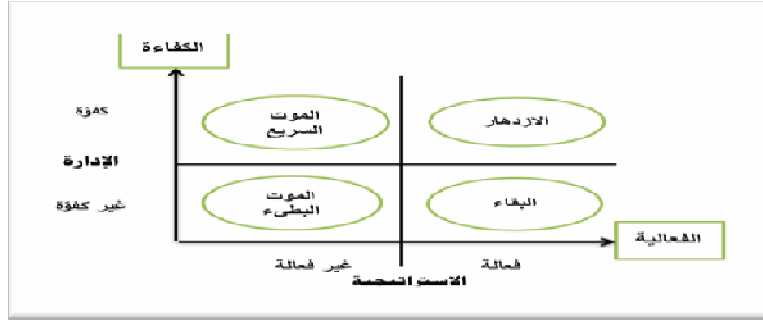 الكفاءة
كفؤة
الموت
السريع
الازدهار
الإدارة
غير كفؤة
الموت
البطيء
البقاء
الفعالية
غير فعالة
فعالة
الاستراتيجية